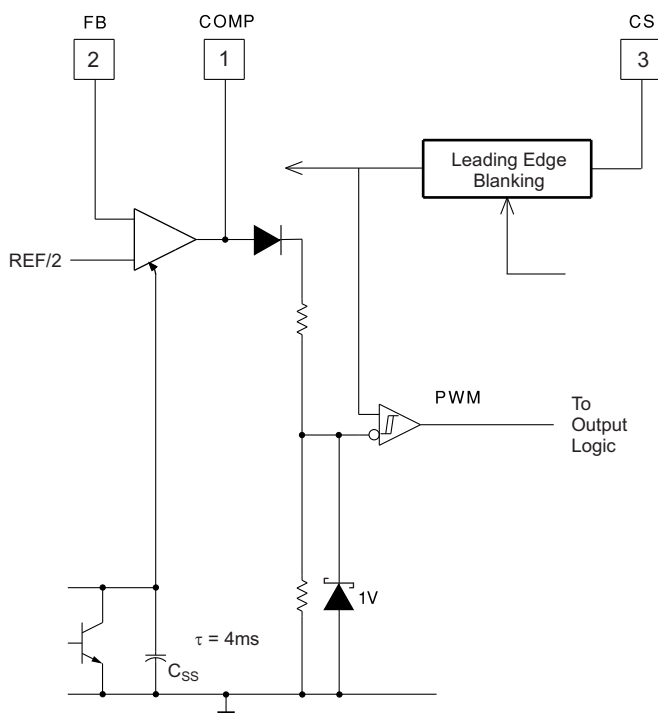 FB
COMP
CS
2
1
3
Leading Edge
Blanking
REF/2
PWM
To
Output
Logic
1V
τ = 4ms
CSS